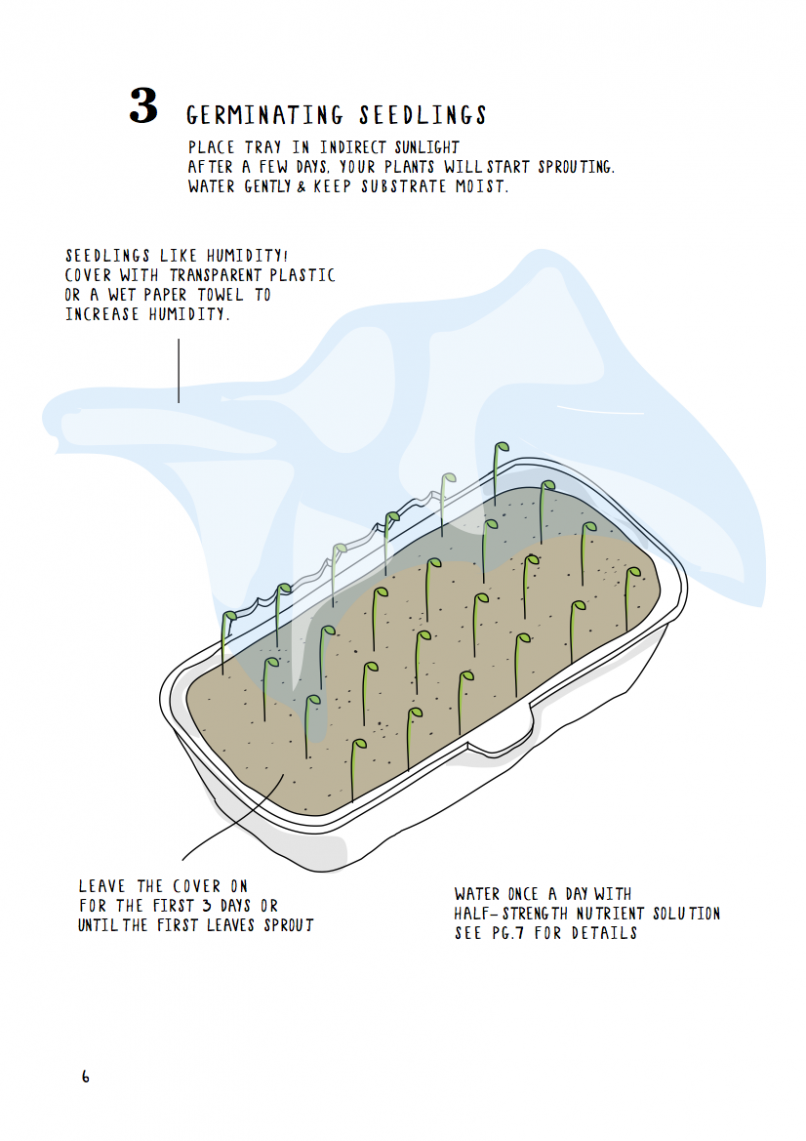 3 GERMINATING SEEDLINGS
PLACE TRAY IN INDIRECT SUNLIGHT
AFTER A FEW DAYS, YOUR PLANTS WILL START SPROUTING.
WATER GENTLY & KEEP SUBSTRATE MOIST.
SEEDLINGS LIKE HUMIDITY!
COVER WITH TRANSPARENT PLASTIC
OR A WET PAPER TOWEL TO
INCREASE HUMIDITY.
LEAVE THE COVER ON
FOR THE FIRST 3 DAYS OR
UNTIL THE FIRST LEAVES SPROUT
WATER ONCE A DAY WITH
HALF-STRENGTH NUTRIENT SOLUTION
SEE PG.7 FOR DETAILS
6